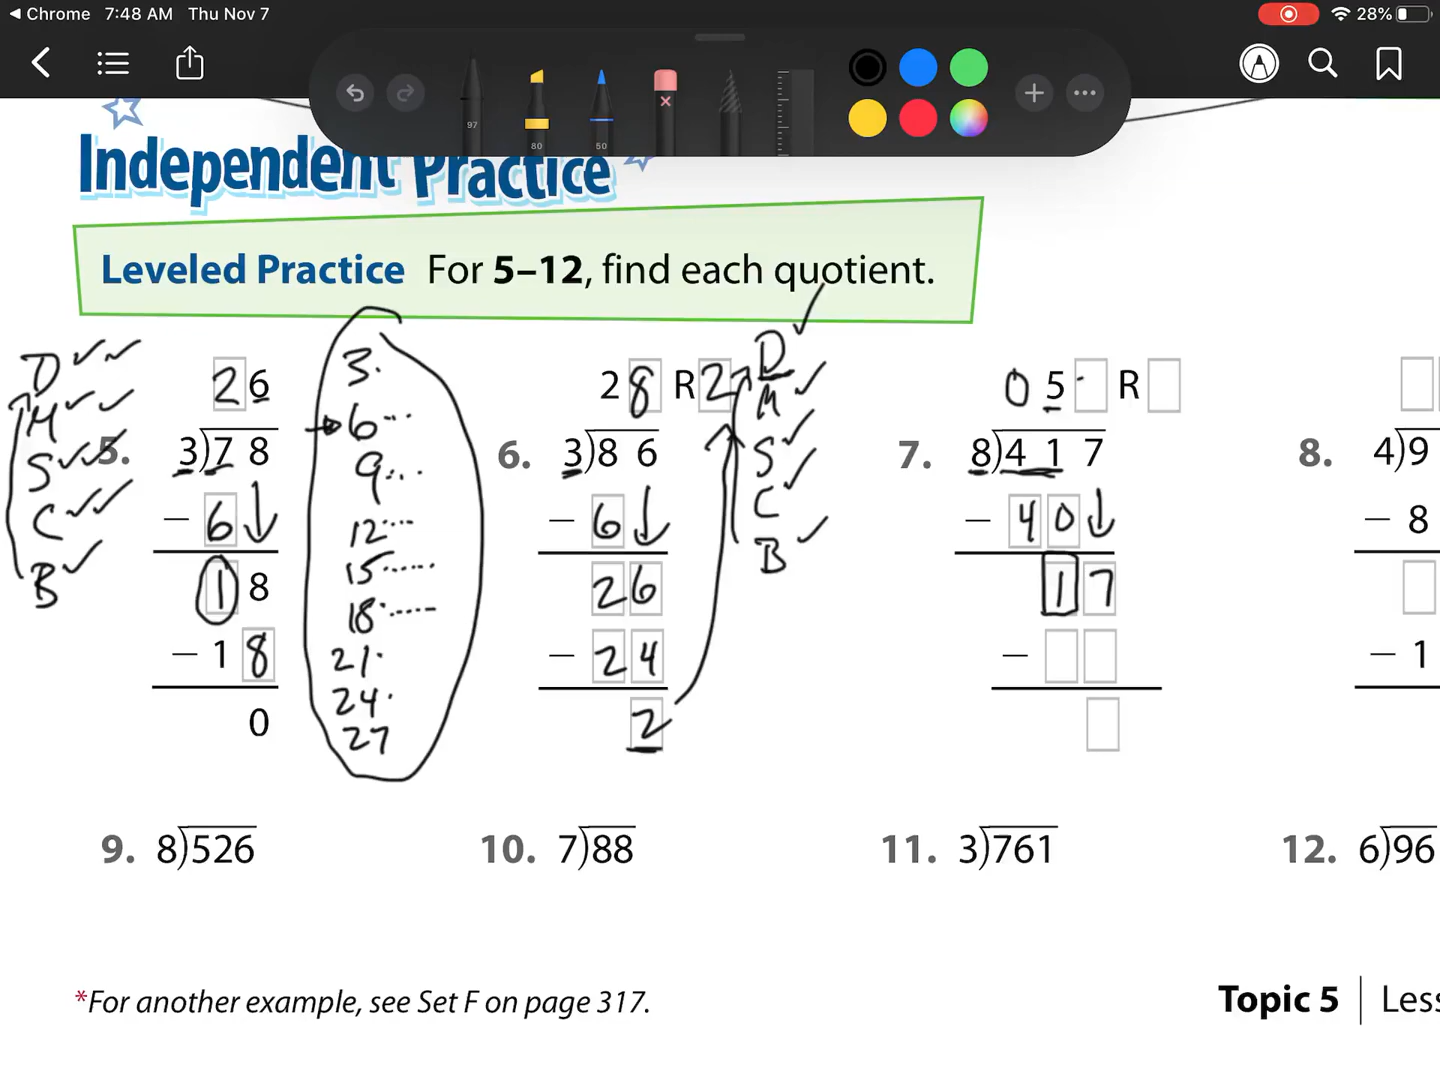 Chrome 7:48 AM Thu Nov 7 28%
97 80 60
Independent Practice
Leveled Practice For 5–12, find each quotient.
D ✓✓
M ✓✓
S ✓✓
C ✓✓
B ✓
5.
26
3)78
− 6↓
18
− 18
0
3.
6..
9...
12....
15.....
18......
21.
24.
27
6.
28 R2
3)86
− 6↓
26
− 24
2
D ✓
M ✓
S ✓
C ✓
B ✓
7.
05 R
8)417
− 40↓
17
−
8.
4)9
− 8
− 1
9. 8)526
10. 7)88
11. 3)761
12. 6)96
*For another example, see Set F on page 317.
Topic 5 | Less